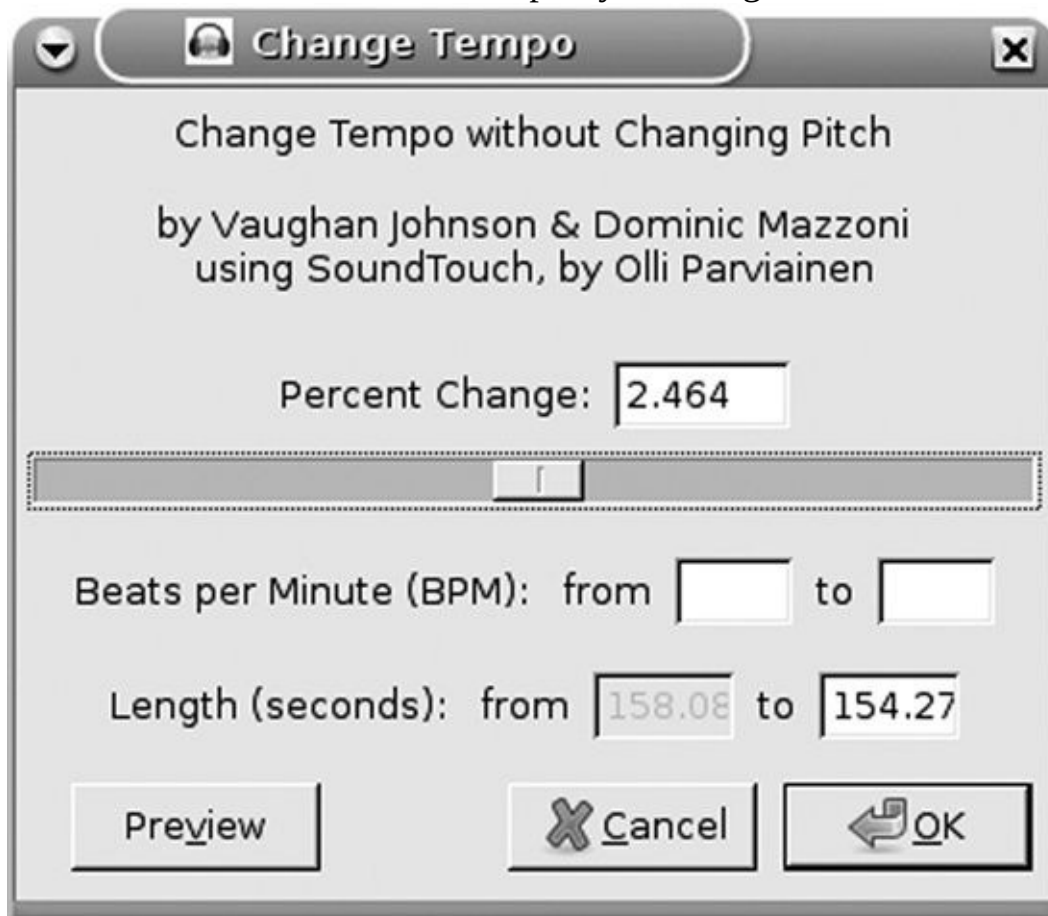 Change Tempo
Change Tempo without Changing Pitch
by Vaughan Johnson & Dominic Mazzoni
using SoundTouch, by Olli Parviainen
Percent Change: 2.464
Beats per Minute (BPM): from to
Length (seconds): from 158.08 to 154.27
Preview Cancel OK